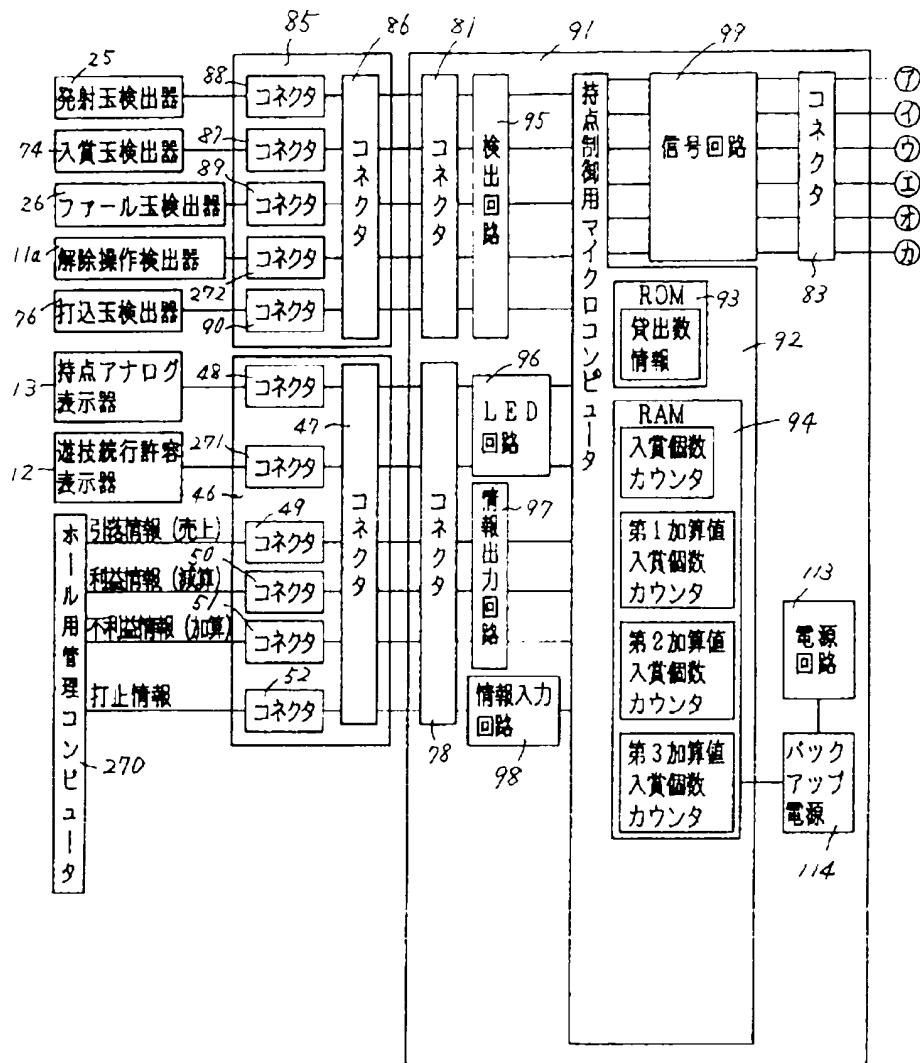 85
86
81
91
99
25
発射玉検出器
88
コネクタ
コネクタ
コネクタ
検出回路
95
持点制御用マイクロコンピュータ
信号回路
コネクタ
83
ア
イ
ウ
エ
オ
カ
74
入賞玉検出器
87
コネクタ
26
ファール玉検出器
89
コネクタ
11a
解除操作検出器
272
コネクタ
76
打込玉検出器
90
コネクタ
ROM
93
貸出数
情報
92
13
持点アナログ
表示器
48
コネクタ
47
コネクタ
96
LED
回路
RAM
94
入賞個数
カウンタ
12
遊技続行許容
表示器
271
コネクタ
46
情報出力回路
97
ホール用管理コンピュータ
270
引落情報(売上)
49
コネクタ
第1加算値
入賞個数
カウンタ
利益情報(減算)
50
コネクタ
不利益情報(加算)
51
コネクタ
第2加算値
入賞個数
カウンタ
113
電源
回路
打止情報
52
コネクタ
78
情報入力
回路
98
第3加算値
入賞個数
カウンタ
バック
アップ
電源
114